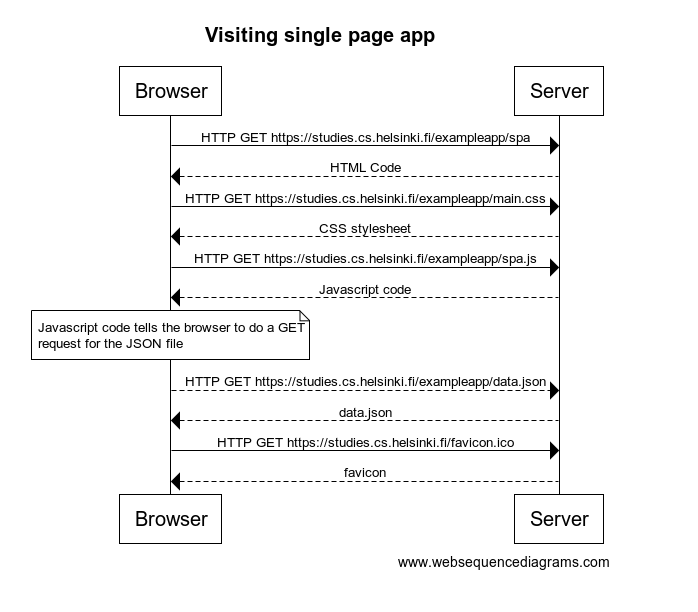 Visiting single page app
Browser
Server
HTTP GET https://studies.cs.helsinki.fi/exampleapp/spa
HTML Code
HTTP GET https://studies.cs.helsinki.fi/exampleapp/main.css
CSS stylesheet
HTTP GET https://studies.cs.helsinki.fi/exampleapp/spa.js
Javascript code
Javascript code tells the browser to do a GET
request for the JSON file
HTTP GET https://studies.cs.helsinki.fi/exampleapp/data.json
data.json
HTTP GET https://studies.cs.helsinki.fi/favicon.ico
favicon
Browser
Server
www.websequencediagrams.com